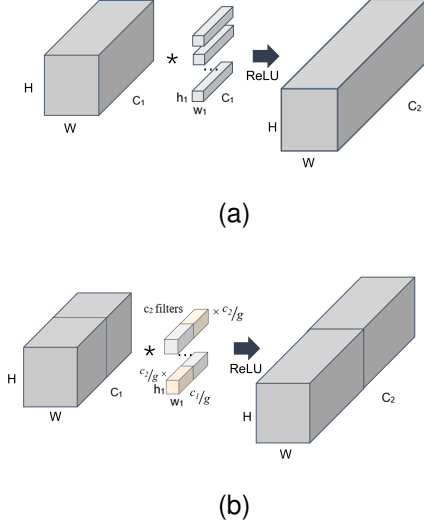 H
W
C₁
*
...
h₁
w₁
C₁
ReLU
H
W
C₂
(a)
H
W
C₁
*
c₂ filters
× c₂/g
...
c₂/g ×
h₁
w₁
c₁/g
ReLU
H
W
C₂
(b)